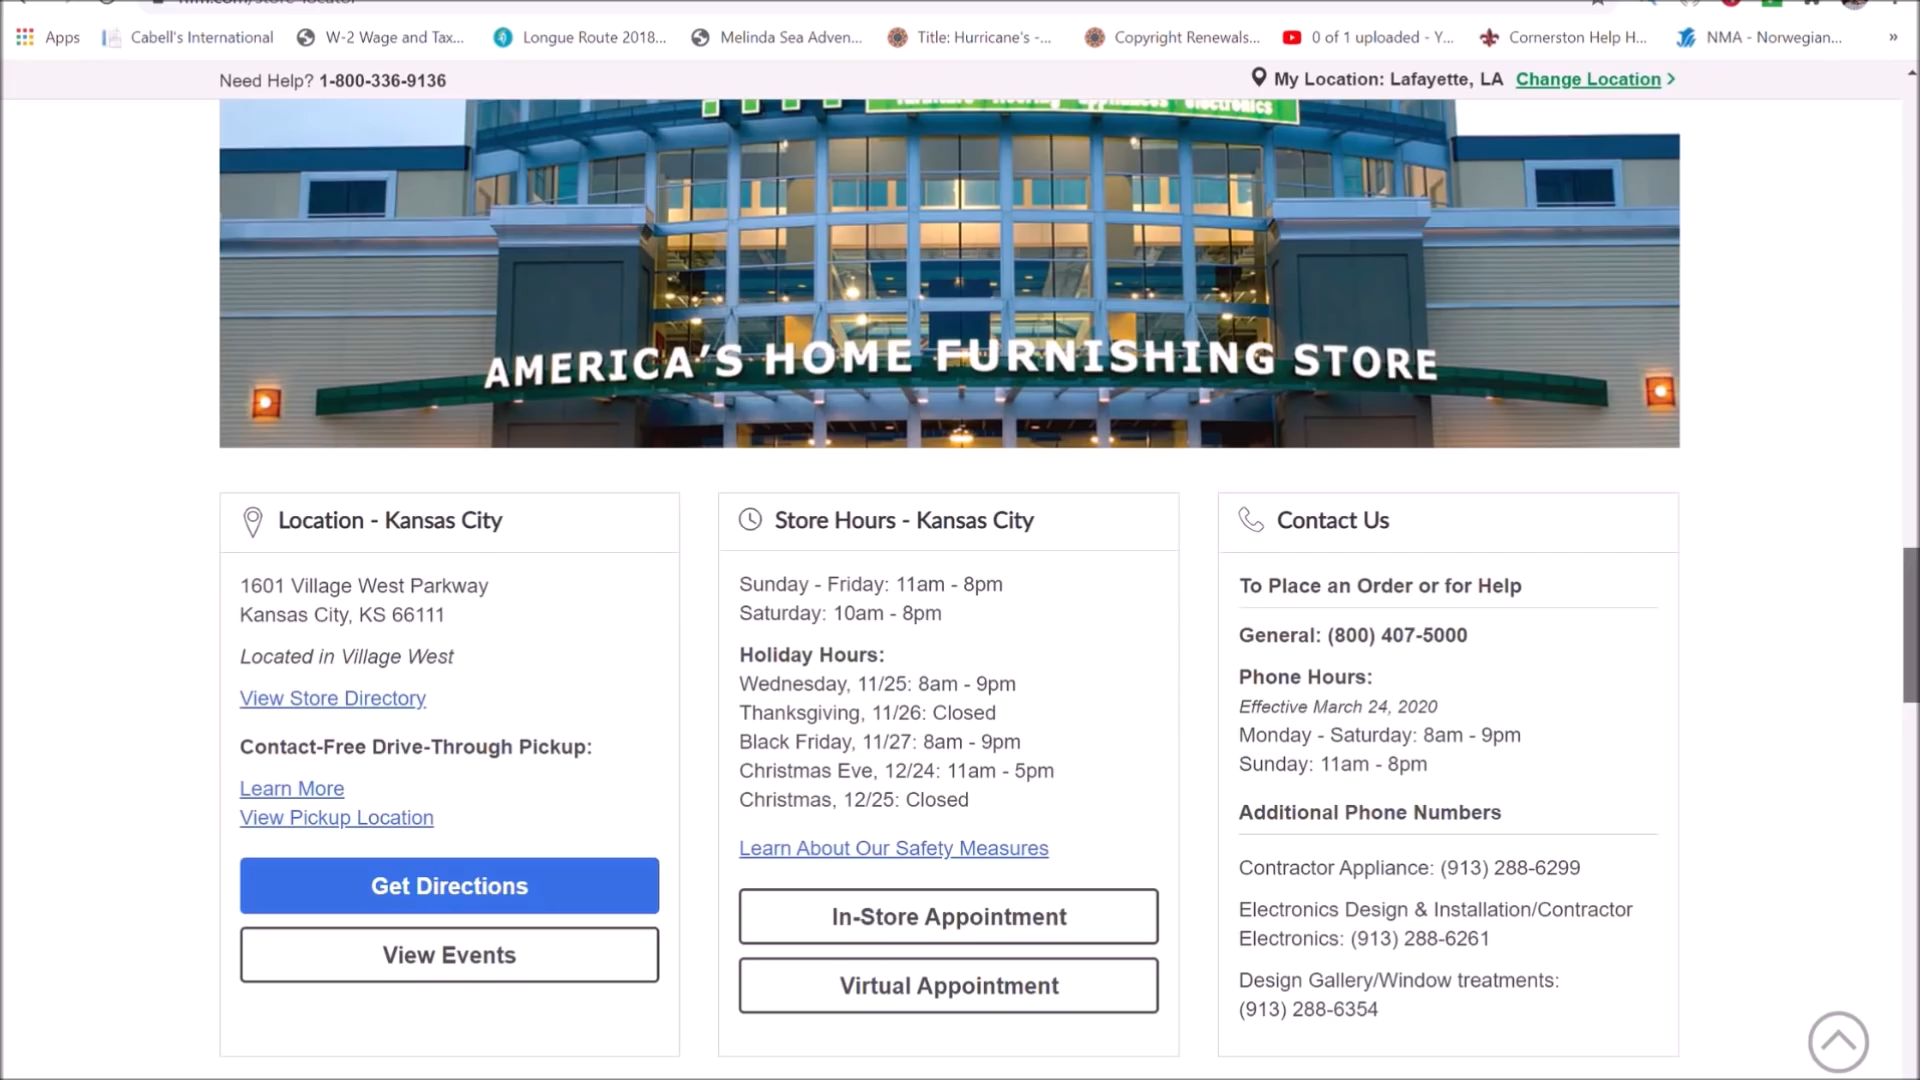 Apps
Cabell's International
W-2 Wage and Tax...
Longue Route 2018...
Melinda Sea Adven...
Title: Hurricane's -...
Copyright Renewals...
0 of 1 uploaded - Y...
Cornerston Help H...
NMA - Norwegian...
»
Need Help? 1-800-336-9136
My Location: Lafayette, LA
Change Location >
appliances electronics
AMERICA'S HOME FURNISHING STORE
Location - Kansas City
1601 Village West Parkway
Kansas City, KS 66111
Located in Village West
View Store Directory
Contact-Free Drive-Through Pickup:
Learn More
View Pickup Location
Get Directions
View Events
Store Hours - Kansas City
Sunday - Friday: 11am - 8pm
Saturday: 10am - 8pm
Holiday Hours:
Wednesday, 11/25: 8am - 9pm
Thanksgiving, 11/26: Closed
Black Friday, 11/27: 8am - 9pm
Christmas Eve, 12/24: 11am - 5pm
Christmas, 12/25: Closed
Learn About Our Safety Measures
In-Store Appointment
Virtual Appointment
Contact Us
To Place an Order or for Help
General: (800) 407-5000
Phone Hours:
Effective March 24, 2020
Monday - Saturday: 8am - 9pm
Sunday: 11am - 8pm
Additional Phone Numbers
Contractor Appliance: (913) 288-6299
Electronics Design & Installation/Contractor
Electronics: (913) 288-6261
Design Gallery/Window treatments:
(913) 288-6354